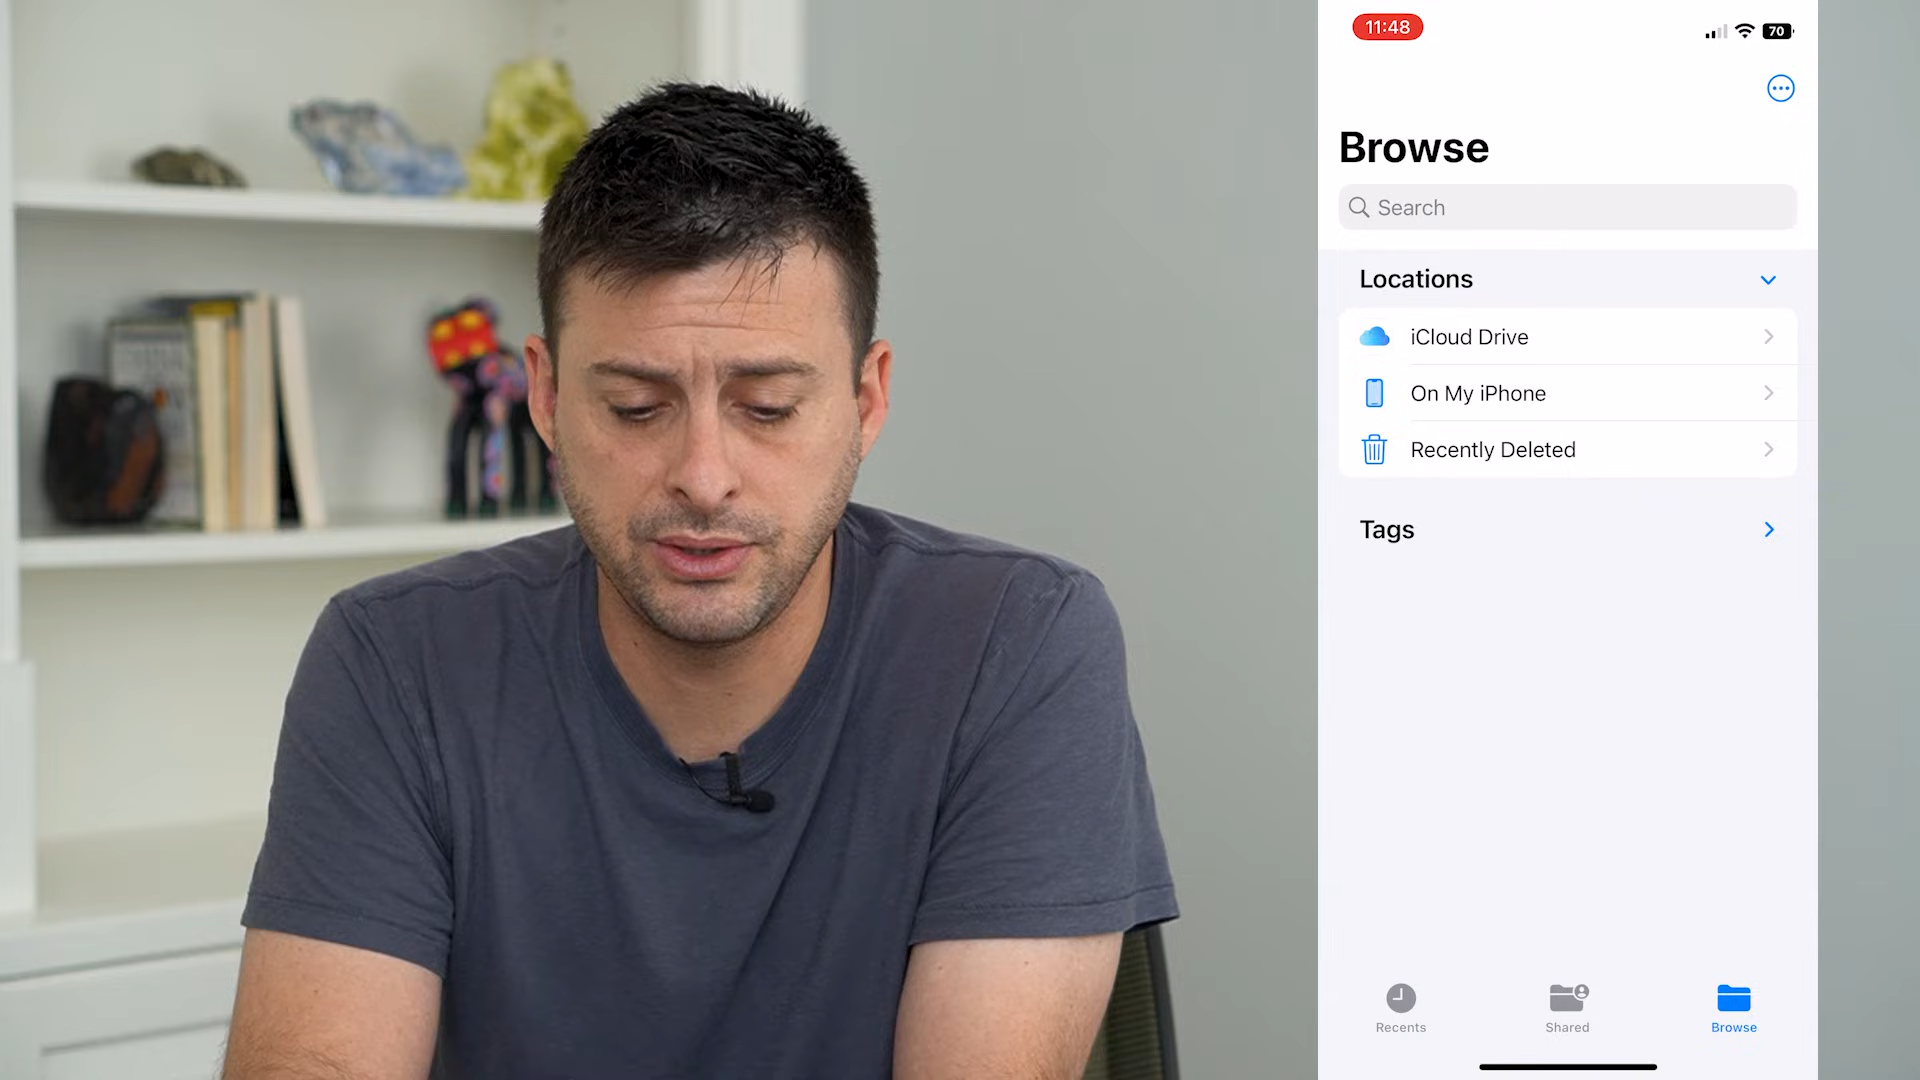 11:48
70
Browse
Search
Locations
iCloud Drive
On My iPhone
Recently Deleted
Tags
Recents
Shared
Browse